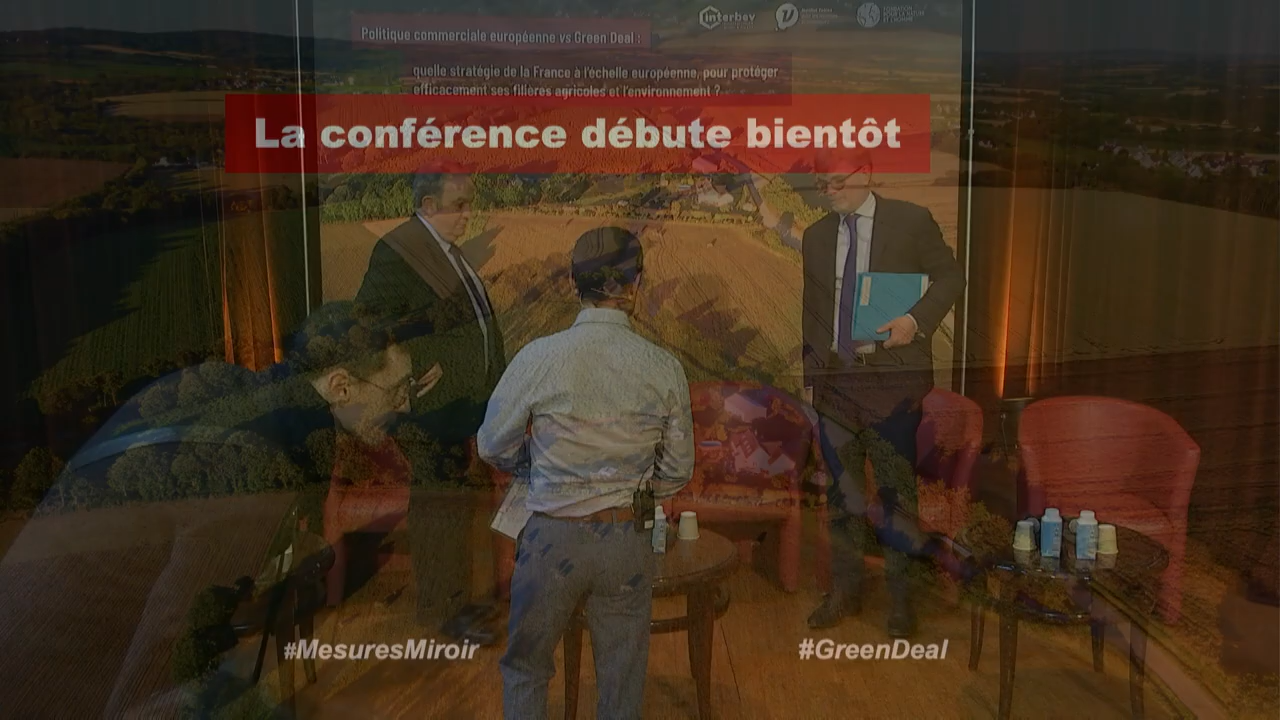 interbev
Politique commerciale européenne vs Green Deal :
quelle stratégie de la France à l'échelle européenne, pour protéger
efficacement ses filières agricoles et l'environnement ?
La conférence débute bientôt
#MesuresMiroir
#GreenDeal